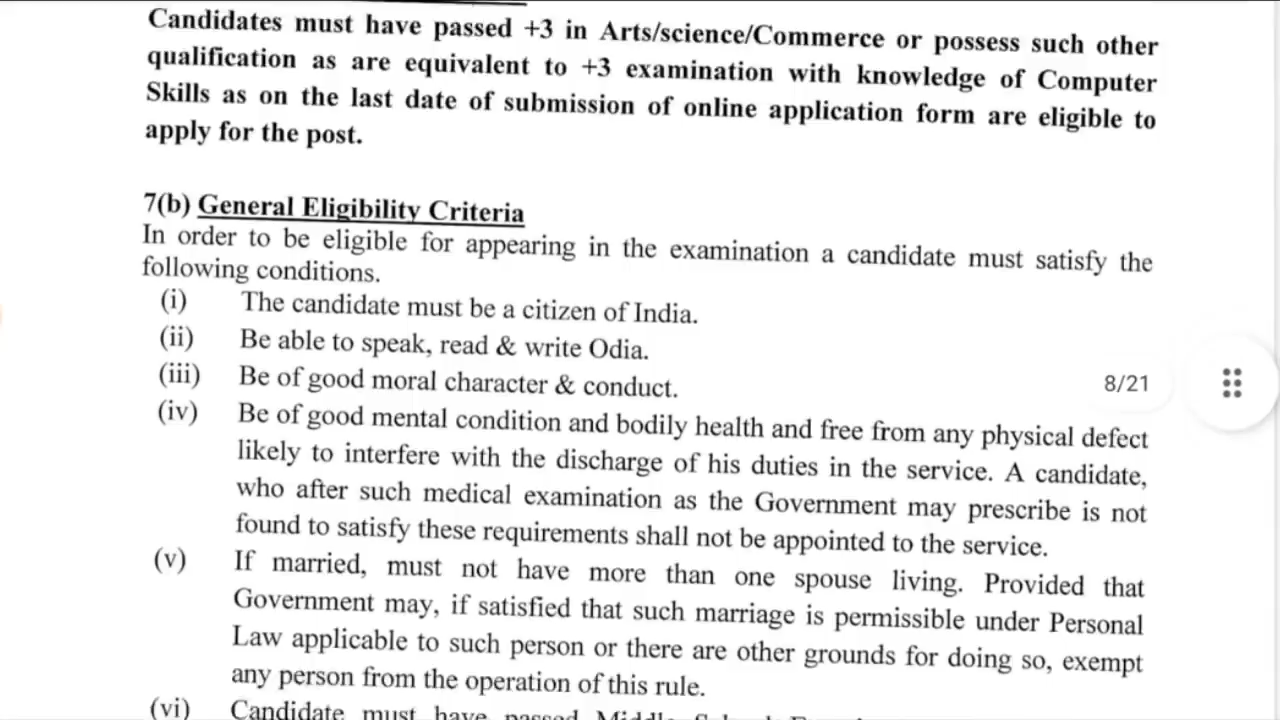 Candidates must have passed +3 in Arts/science/Commerce or possess such other
qualification as are equivalent to +3 examination with knowledge of Computer
Skills as on the last date of submission of online application form are eligible to
apply for the post.
7(b) General Eligibility Criteria
In order to be eligible for appearing in the examination a candidate must satisfy the
following conditions.
(i) The candidate must be a citizen of India.
(ii) Be able to speak, read & write Odia.
(iii) Be of good moral character & conduct.
8/21
(iv) Be of good mental condition and bodily health and free from any physical defect
likely to interfere with the discharge of his duties in the service. A candidate,
who after such medical examination as the Government may prescribe is not
found to satisfy these requirements shall not be appointed to the service.
(v) If married, must not have more than one spouse living. Provided that
Government may, if satisfied that such marriage is permissible under Personal
Law applicable to such person or there are other grounds for doing so, exempt
any person from the operation of this rule.
(vi) Candidate must have passed Middle School